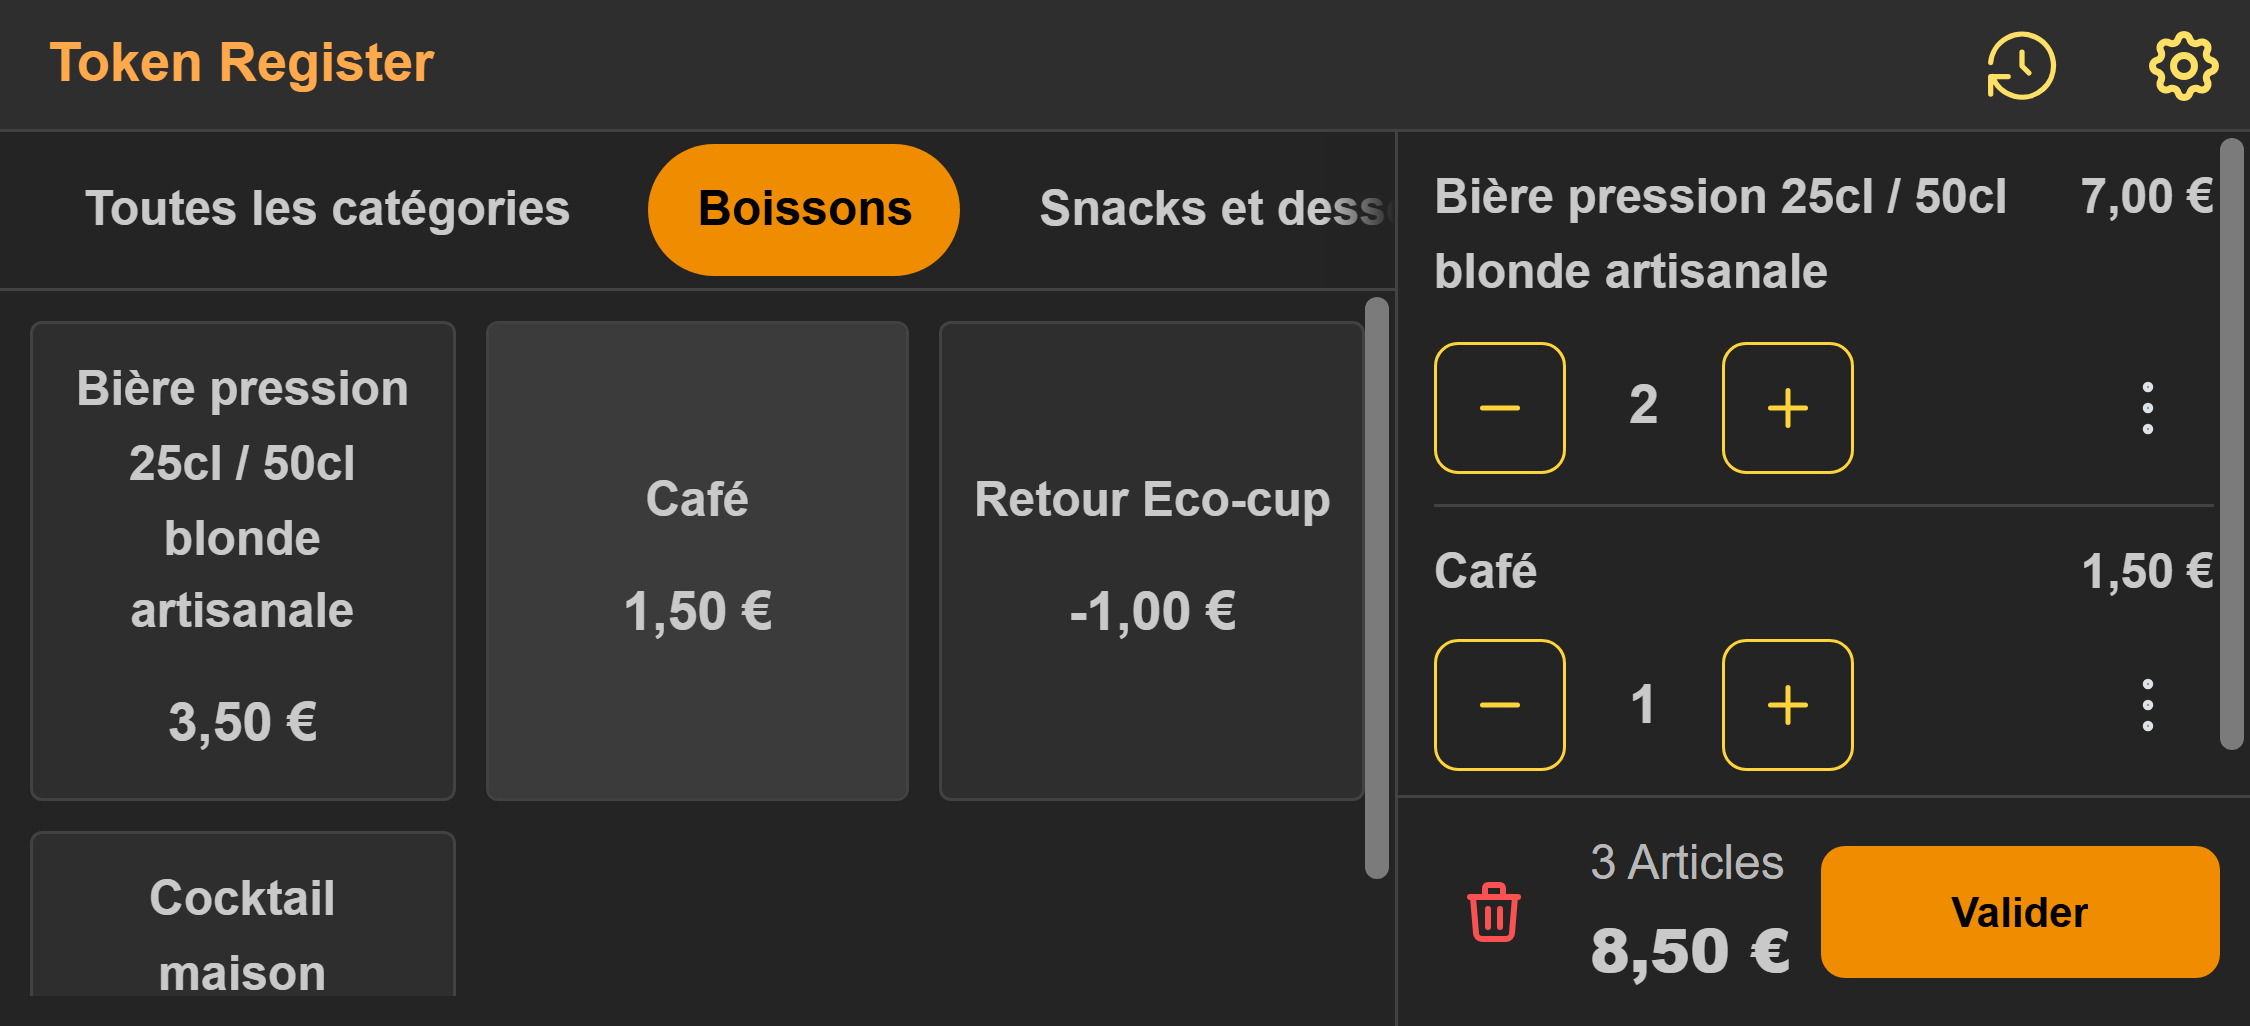 Token Register
Toutes les catégories
Boissons
Snacks et dess
Bière pression
25cl / 50cl
blonde
artisanale
3,50 €
Café
1,50 €
Retour Eco-cup
-1,00 €
Cocktail
maison
Bière pression 25cl / 50cl
blonde artisanale
7,00 €
2
Café
1,50 €
1
3 Articles
8,50 €
Valider